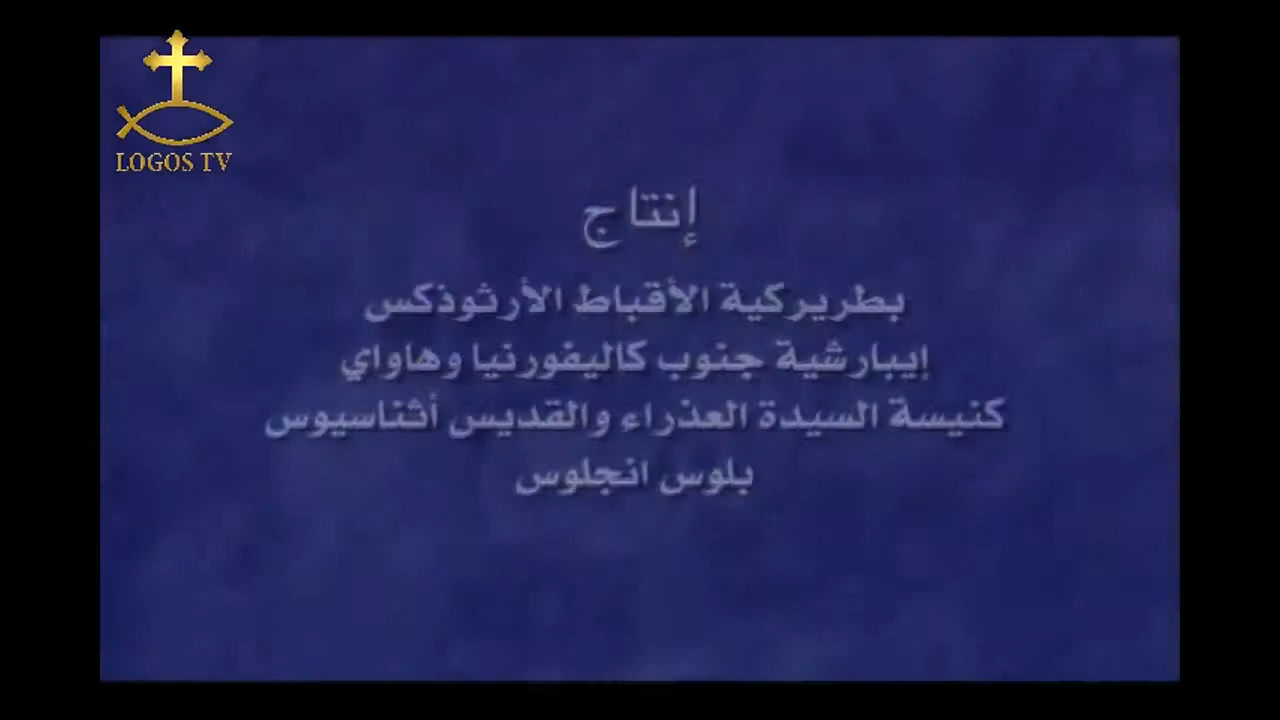 LOGOS TV
إنتاج
بطريركية الأقباط الأرثوذكس
إيبارشية جنوب كاليفورنيا وهاواي
كنيسة السيدة العذراء والقديس أثناسيوس
بلوس انجلوس